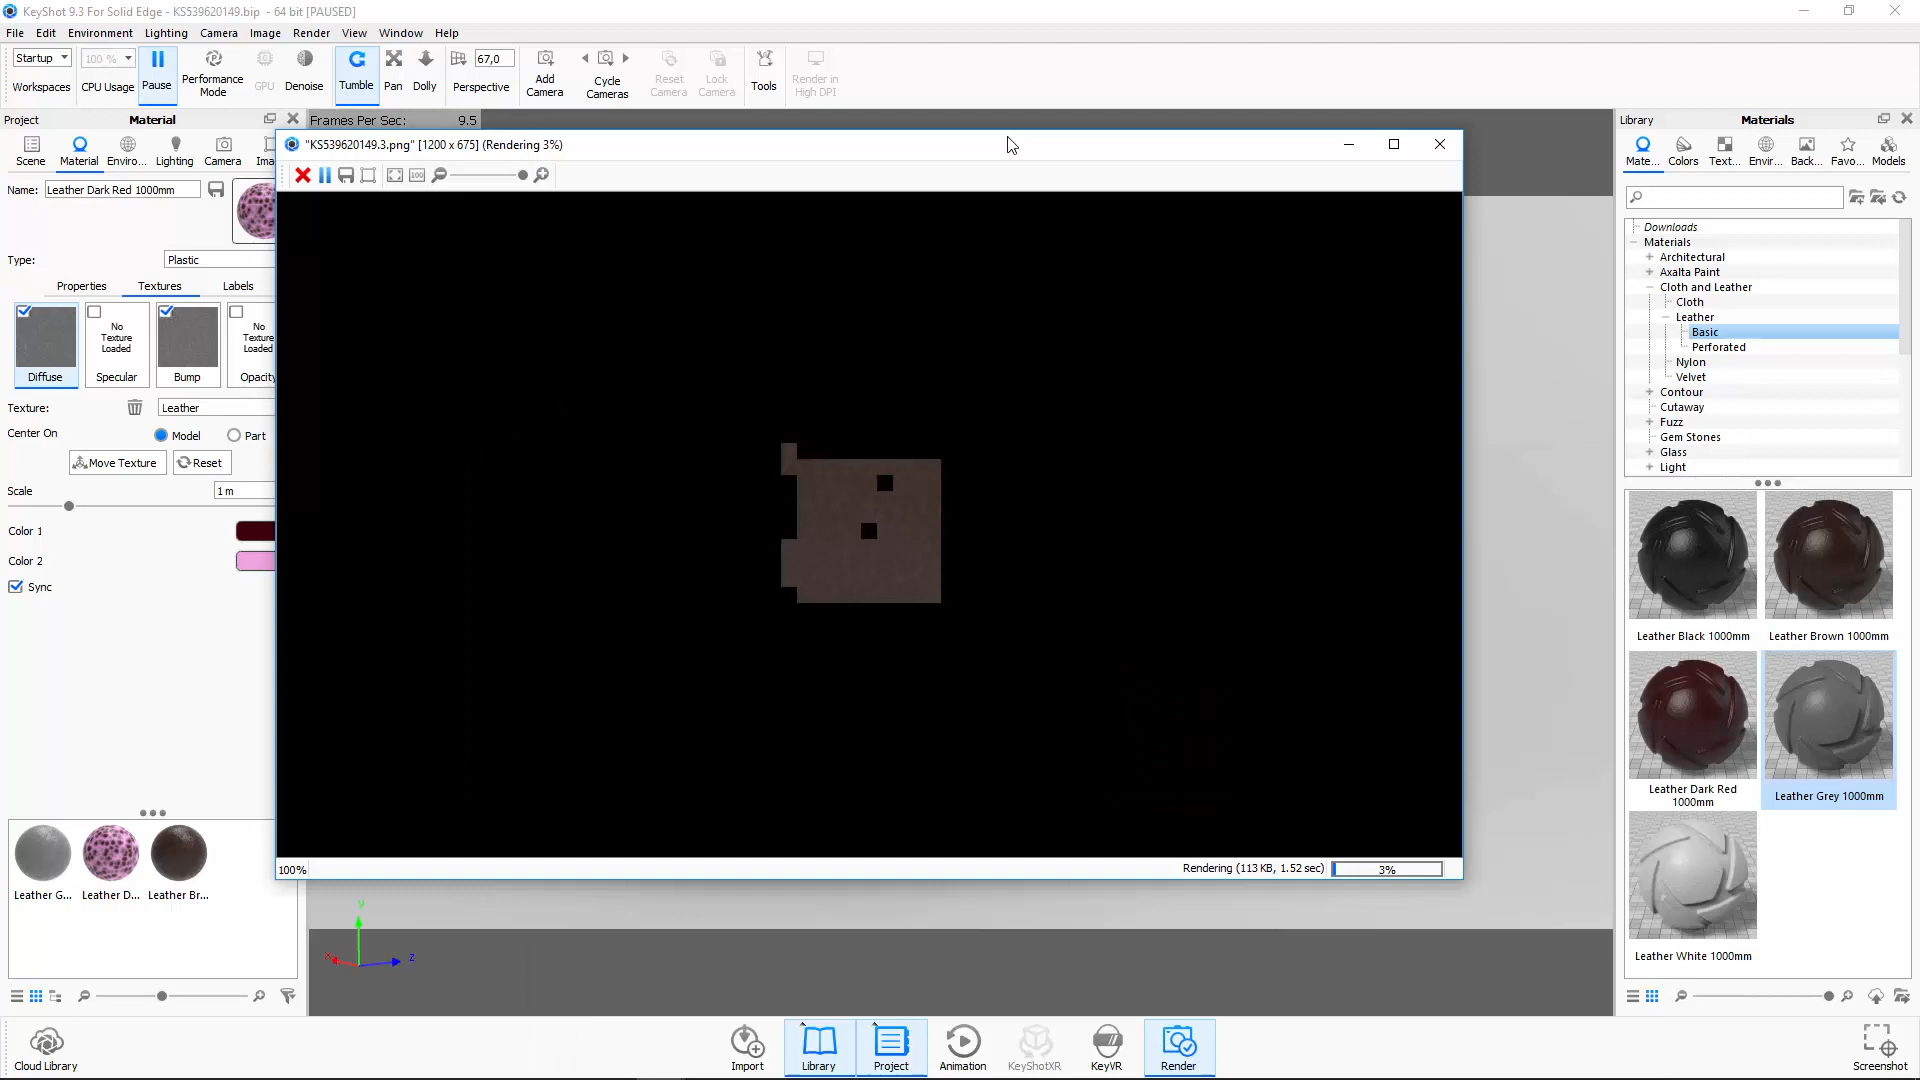 KeyShot 9.3 For Solid Edge - KS539620149.bip - 64 bit [PAUSED]
File Edit Environment Lighting Camera Image Render View Window Help
Startup
Workspaces
100 %
CPU Usage
Pause
Performance
Mode
GPU
Denoise
Tumble
Pan
Dolly
67,0
Perspective
Add
Camera
Cycle
Cameras
Reset
Camera
Lock
Camera
Tools
Render in
High DPI
Project
Material
Scene
Material
Enviro...
Lighting
Camera
Name: Leather Dark Red 1000mm
Type: Plastic
Properties
Textures
Labels
No
Texture
Loaded
No
Texture
Loaded
Diffuse
Specular
Bump
Opacity
Texture: Leather
Center On
Model
Part
Move Texture
Reset
Scale
1 m
Color 1
Color 2
Sync
Leather G...
Leather D...
Leather Br...
Cloud Library
Frames Per Sec: 9.5
"KS539620149.3.png" [1200 x 675] (Rendering 3%)
100
100%
Rendering (113 KB, 1.52 sec)
3%
y
x
z
Import
Library
Project
Animation
KeyShotXR
KeyVR
Render
Library
Materials
Mate...
Colors
Text...
Envir...
Back...
Favo...
Models
Downloads
Materials
Architectural
Axalta Paint
Cloth and Leather
Cloth
Leather
Basic
Perforated
Nylon
Velvet
Contour
Cutaway
Fuzz
Gem Stones
Glass
Light
Leather Black 1000mm
Leather Brown 1000mm
Leather Dark Red
1000mm
Leather Grey 1000mm
Leather White 1000mm
Screenshot